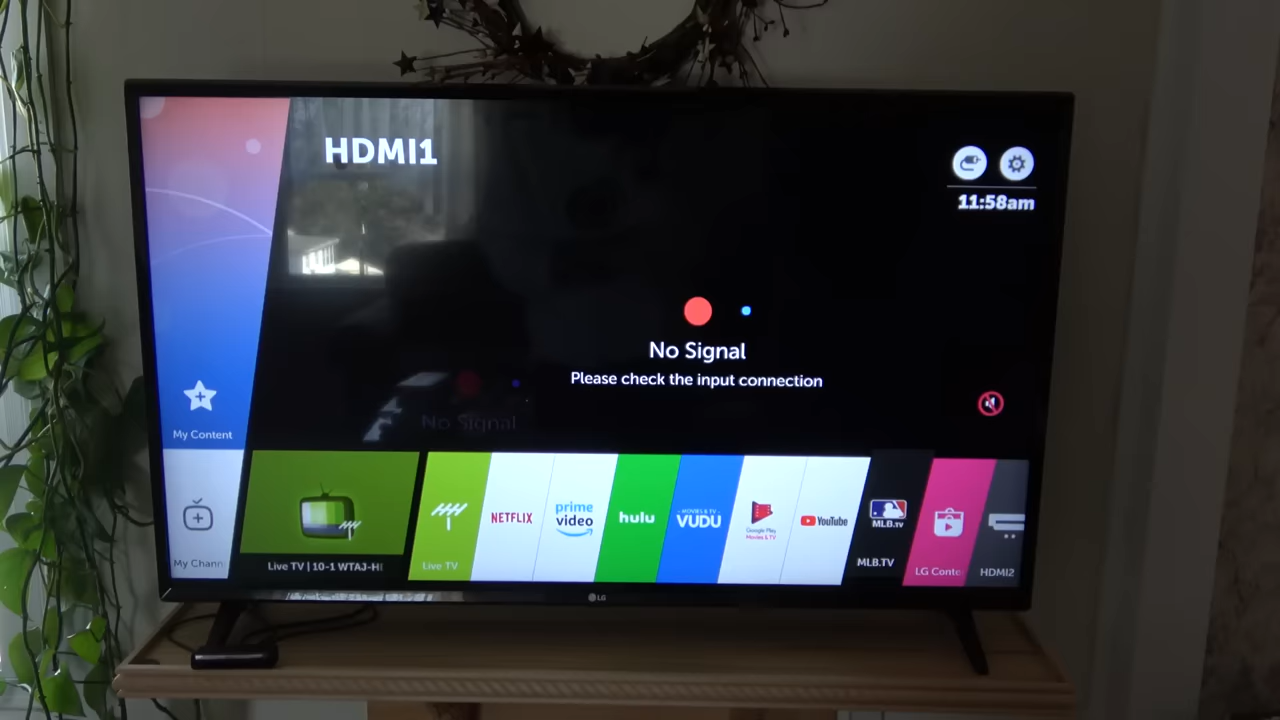 HDMI1
11:58am
No Signal
Please check the input connection
No Signal
My Content
My Chann
Live TV | 10-1 WTAJ-H
Live TV
NETFLIX
prime
video
hulu
MOVIES & TV
VUDU
Google Play
Movies & TV
YouTube
MLB.tv
MLB.TV
LG Conte
HDMI2
LG